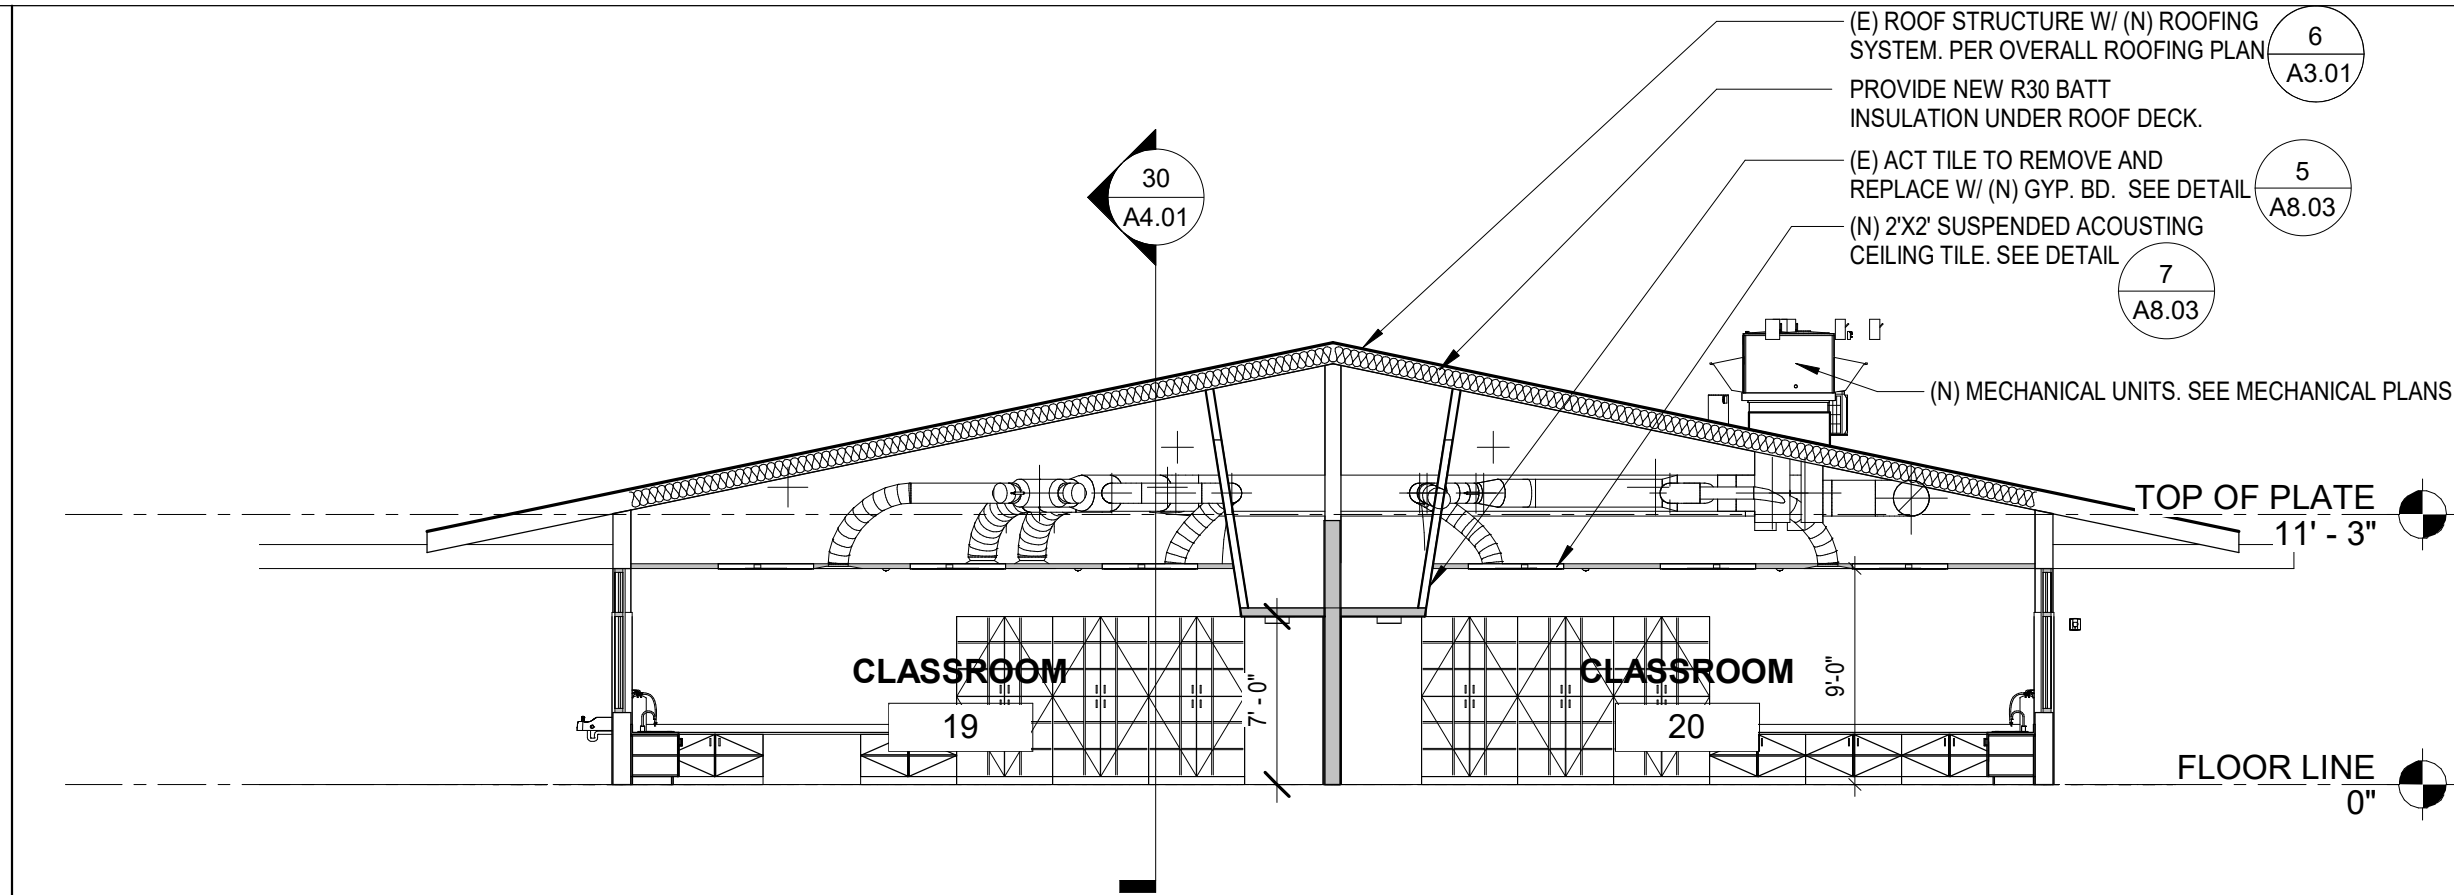 (E) ROOF STRUCTURE W/ (N) ROOFING
SYSTEM. PER OVERALL ROOFING PLAN
6
A3.01
PROVIDE NEW R30 BATT
INSULATION UNDER ROOF DECK.
(E) ACT TILE TO REMOVE AND
REPLACE W/ (N) GYP. BD. SEE DETAIL
5
A8.03
(N) 2'X2' SUSPENDED ACOUSTING
CEILING TILE. SEE DETAIL
7
A8.03
30
A4.01
(N) MECHANICAL UNITS. SEE MECHANICAL PLANS
TOP OF PLATE
11' - 3"
CLASSROOM
19
7' - 0"
CLASSROOM
20
9'-0"
FLOOR LINE
0"